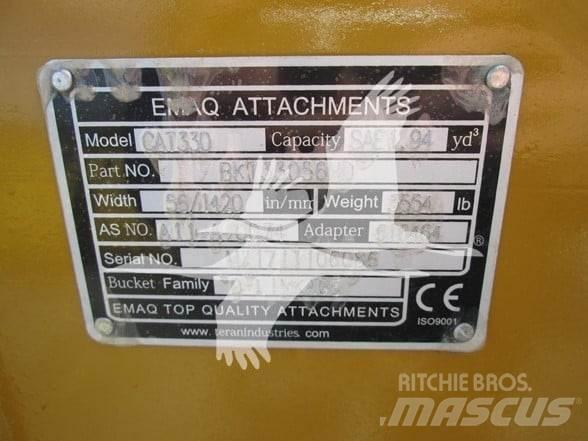 EMAQ ATTACHMENTS
Model CAT330 Capacity SAE 1.94 yd³
Part NO.
Width 56/1420 in/mm Weight lb
AS NO. Adapter
Serial NO.
Bucket Family
EMAQ TOP QUALITY ATTACHMENTS
www.teranindustries.com
CE
ISO9001
®
RITCHIE BROS.
MASCUS